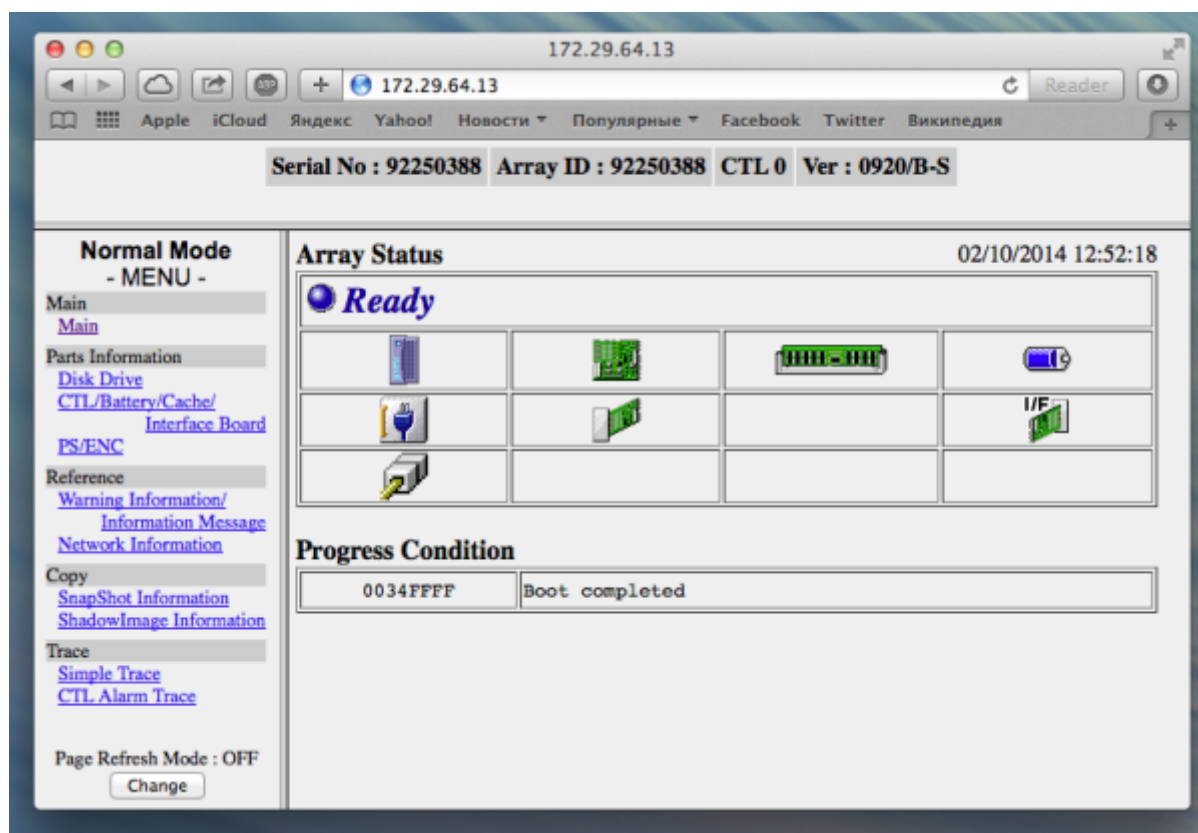 172.29.64.13
172.29.64.13
Reader
Apple iCloud Яндекс Yahoo! Новости Популярные Facebook Twitter Википедия
Serial No : 92250388 Array ID : 92250388 CTL 0 Ver : 0920/B-S
Normal Mode
- MENU -
Main
Main
Parts Information
Disk Drive
CTL/Battery/Cache/
Interface Board
PS/ENC
Reference
Warning Information/
Information Message
Network Information
Copy
SnapShot Information
ShadowImage Information
Trace
Simple Trace
CTL Alarm Trace
Page Refresh Mode : OFF
Change
Array Status 02/10/2014 12:52:18
Ready
I/F
Progress Condition
0034FFFF Boot completed